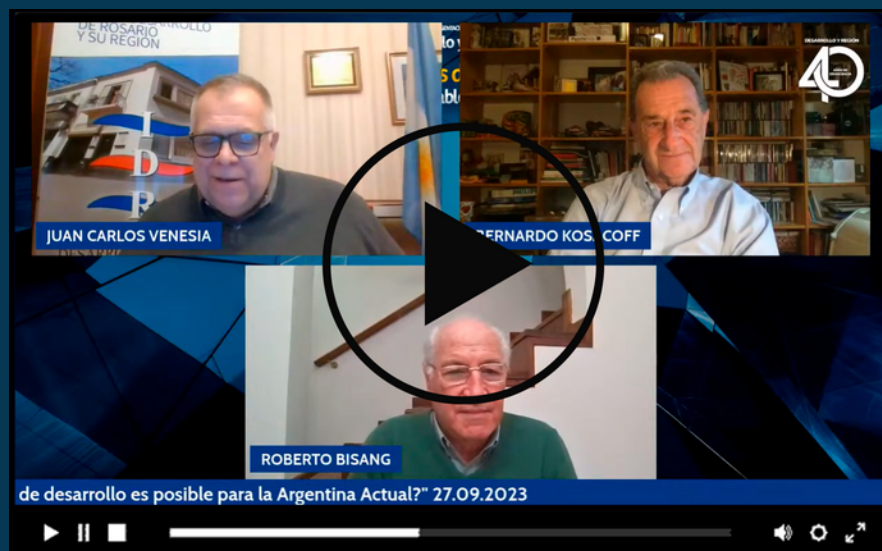 DE ROSARIO
Y SU REGIÓN
I
D
R
JUAN CARLOS VENESIA
DESARROLLO Y REGIÓN
40
BERNARDO KOS COFF
ROBERTO BISANG
de desarrollo es posible para la Argentina Actual?" 27.09.2023